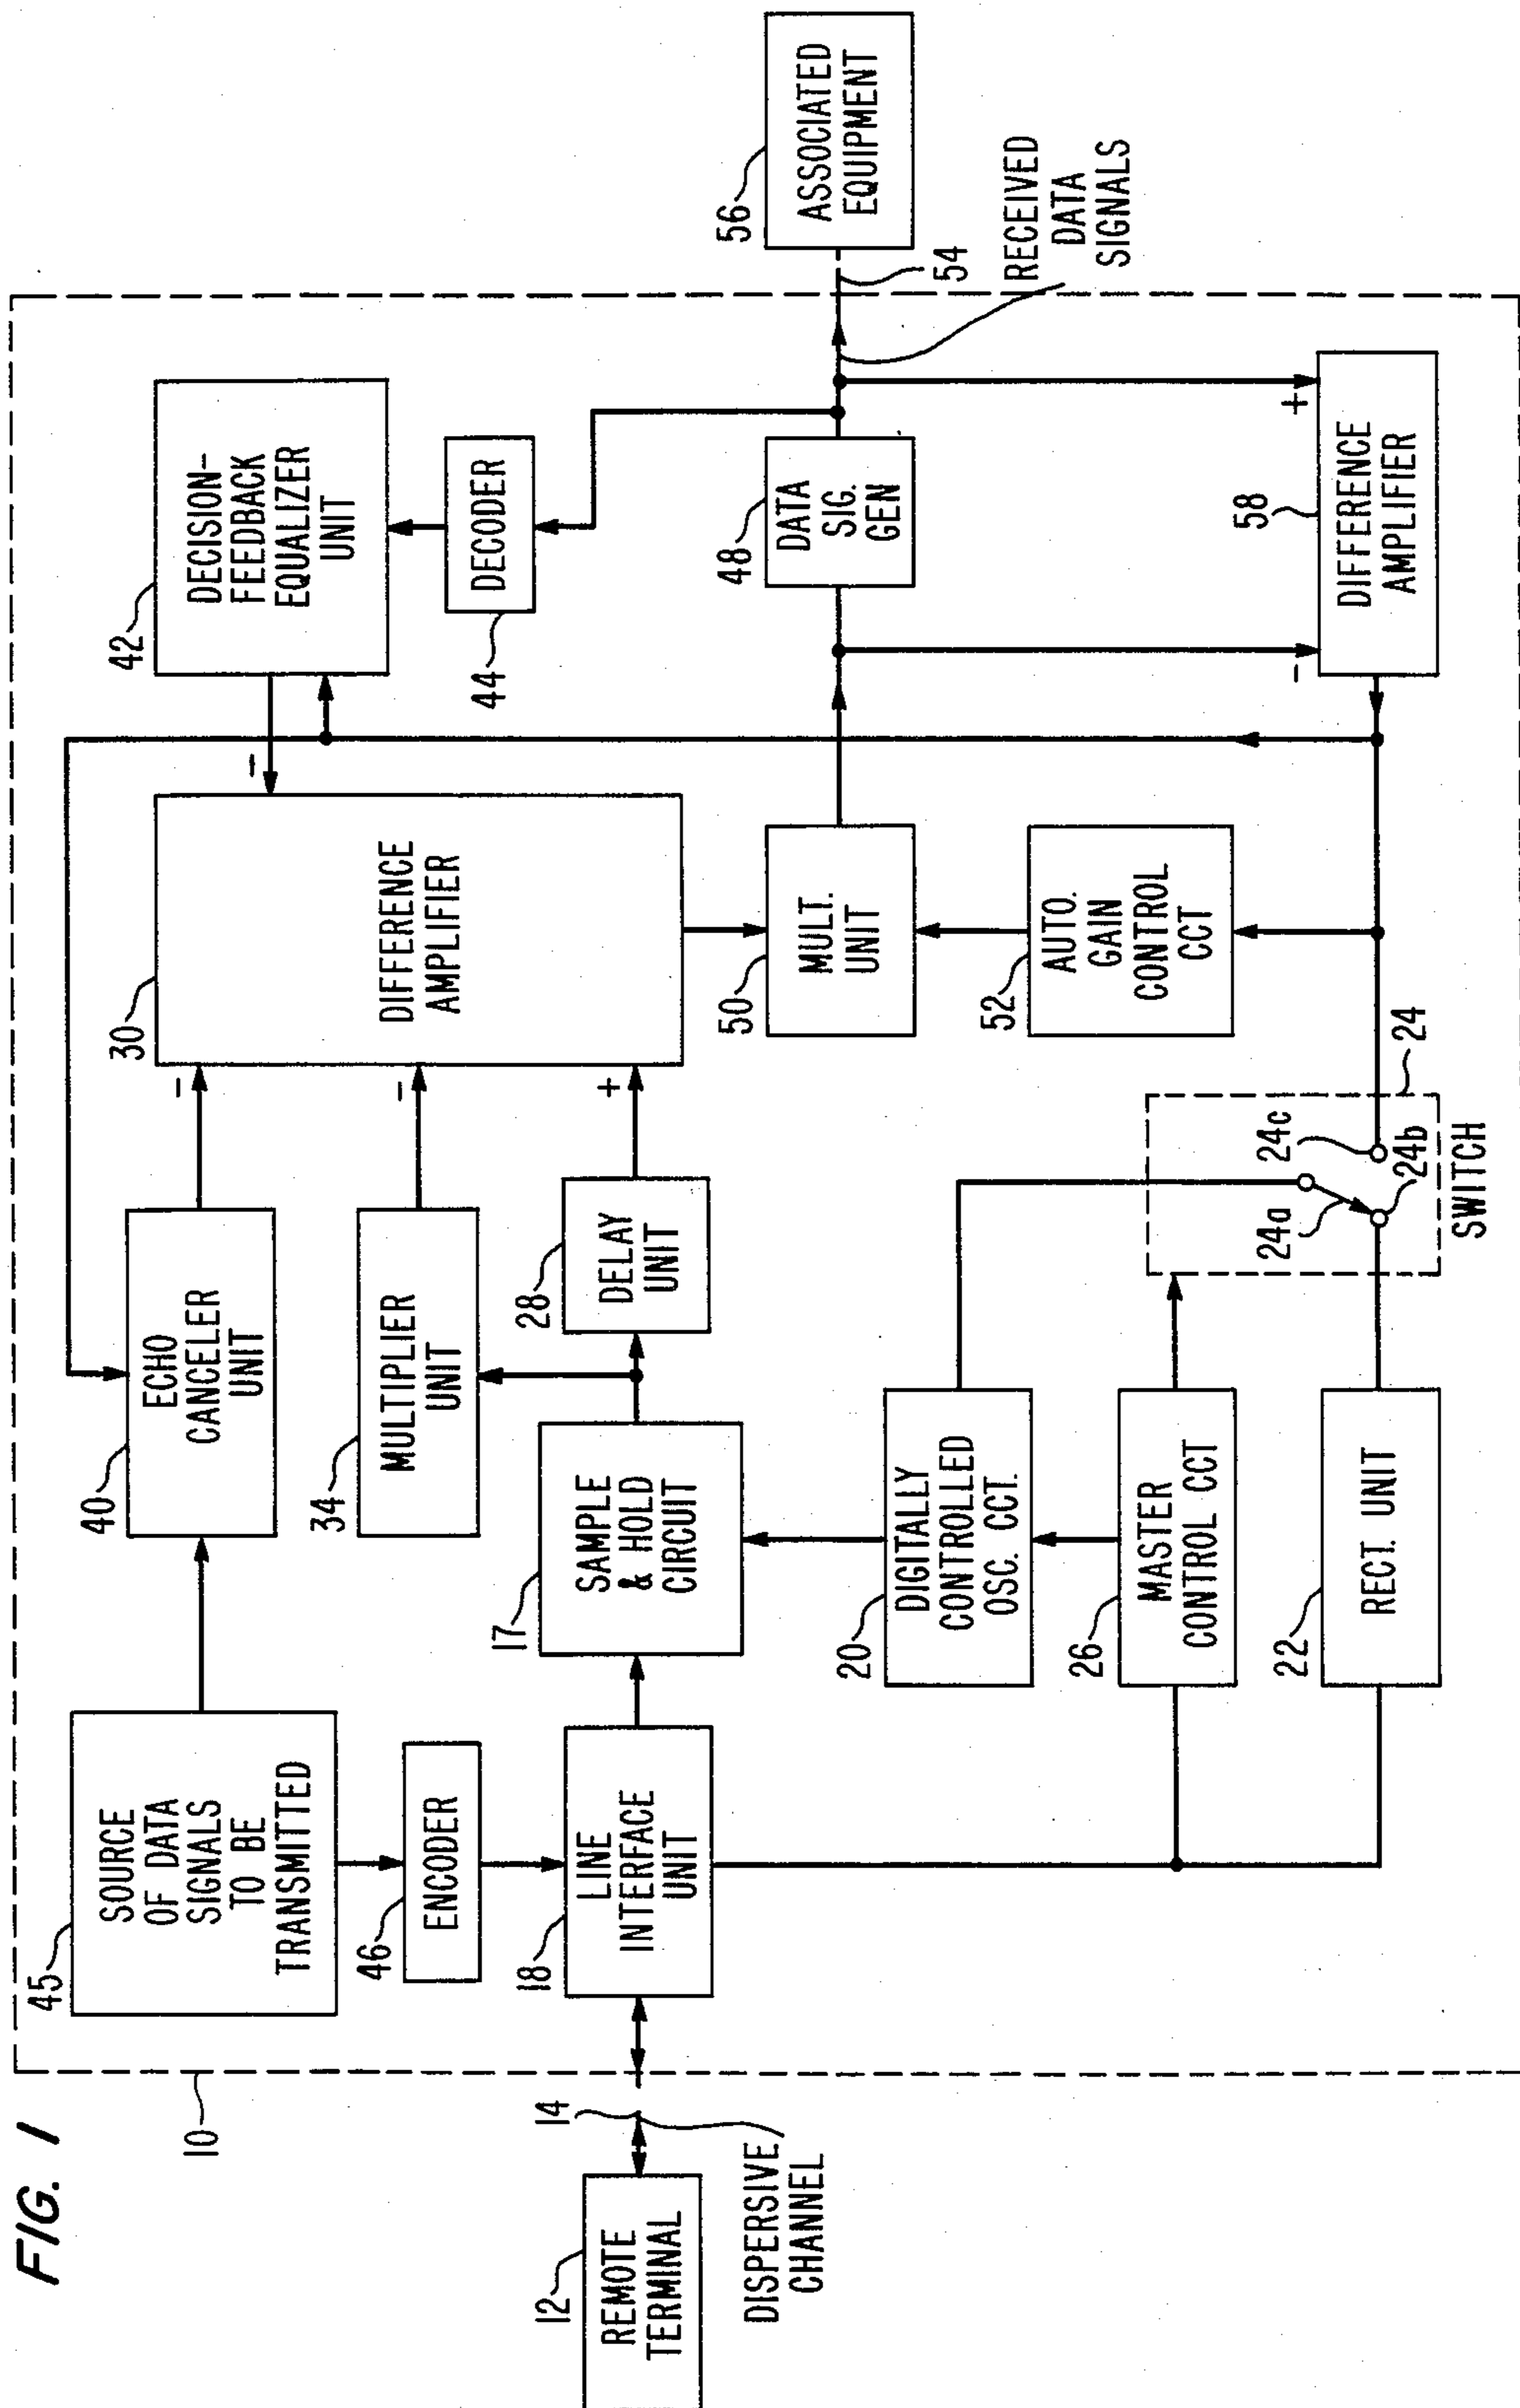 FIG. 1
10
12
REMOTE
TERMINAL
14
DISPERSIVE
CHANNEL
45
SOURCE
OF DATA
SIGNALS
TO BE
TRANSMITTED
46
ENCODER
18
LINE
INTERFACE
UNIT
40
ECHO
CANCELER
UNIT
34
MULTIPLIER
UNIT
17
SAMPLE
& HOLD
CIRCUIT
28
DELAY
UNIT
20
DIGITALLY
CONTROLLED
OSC. CCT.
26
MASTER
CONTROL CCT
22
RECT. UNIT
24a
24b
24c
24
SWITCH
30
DIFFERENCE
AMPLIFIER
−
−
+
−
50
MULT.
UNIT
52
AUTO.
GAIN
CONTROL
CCT
42
DECISION–
FEEDBACK
EQUALIZER
UNIT
44
DECODER
48
DATA
SIG.
GEN
58
DIFFERENCE
AMPLIFIER
−
+
54
RECEIVED
DATA
SIGNALS
56
ASSOCIATED
EQUIPMENT